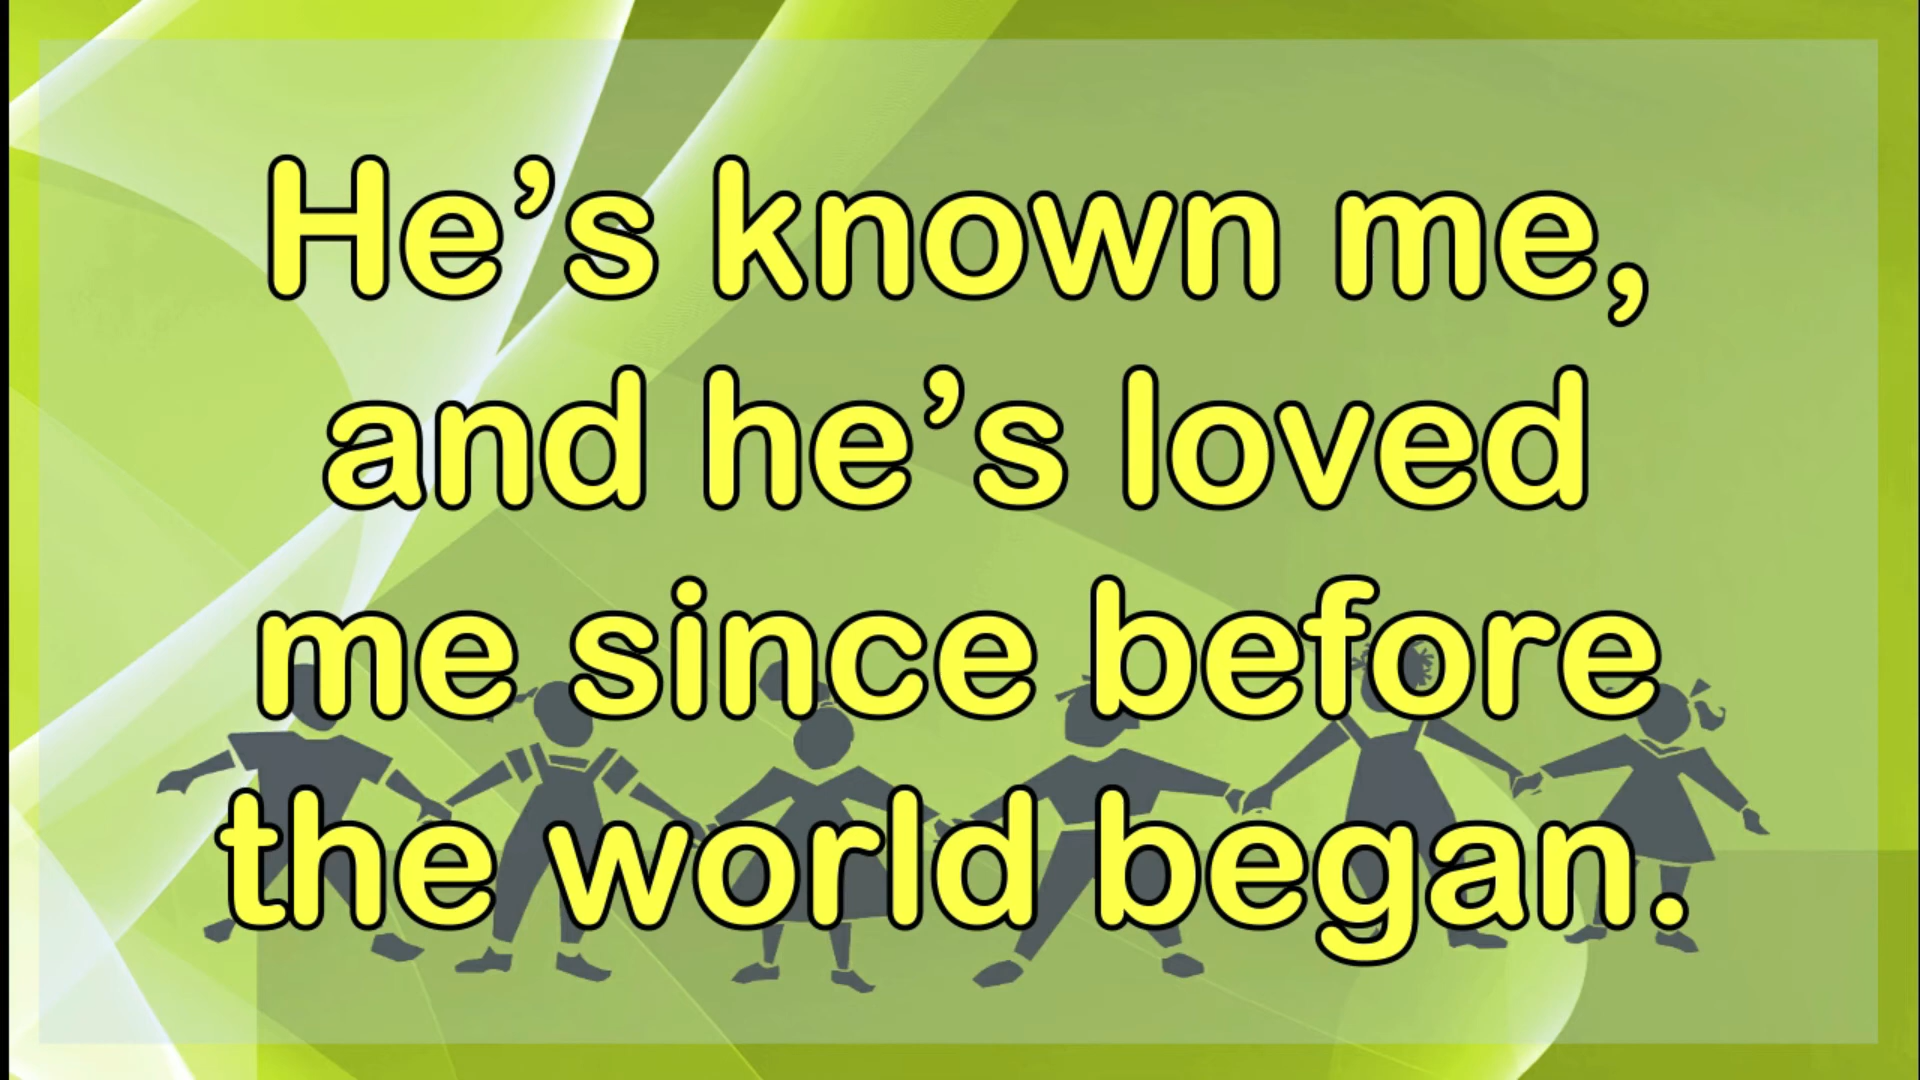 He’s known me,
and he’s loved
me since before
the world began.